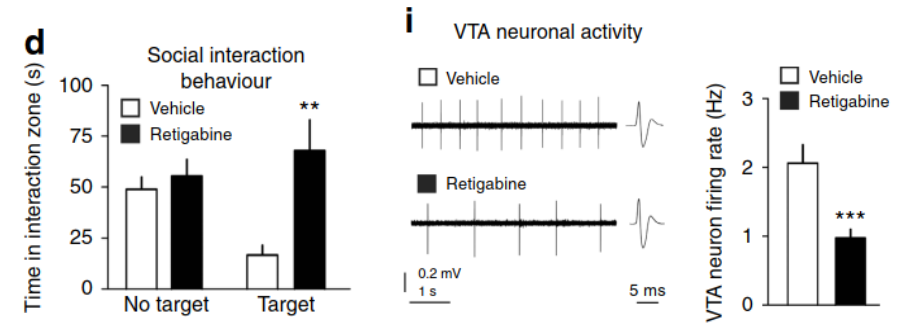 d
Social interaction
behaviour
Time in interaction zone (s)
100
75
50
25
0
Vehicle
Retigabine
**
No target
Target
i
VTA neuronal activity
Vehicle
Retigabine
0.2 mV
1 s
5 ms
VTA neuron firing rate (Hz)
3
2
1
0
Vehicle
Retigabine
***